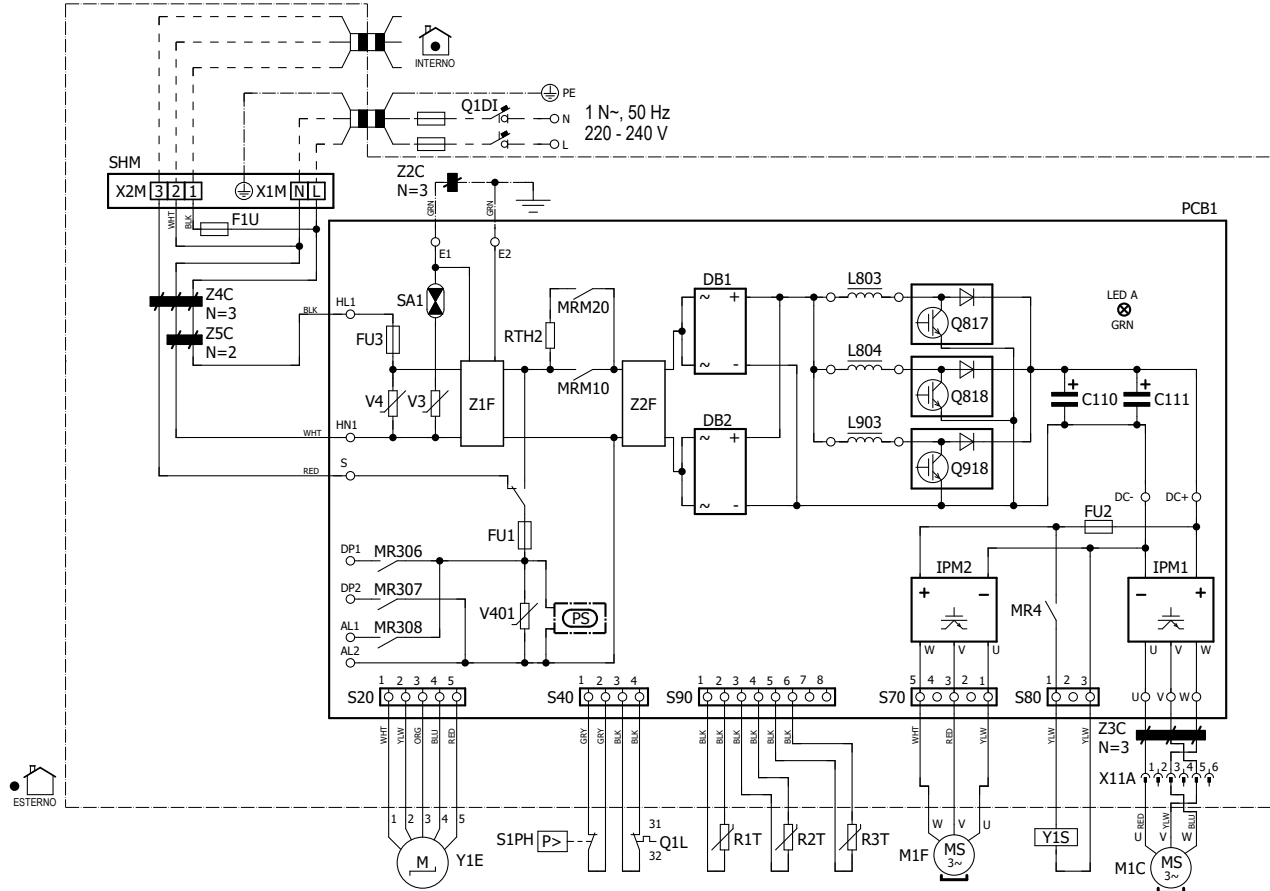 INTERNO
PE
Q1DI
N
1 N~, 50 Hz
220 - 240 V
L
SHM
X2M 3 2 1 X1M N L
Z2C
N=3
WHT
BLK
F1U
GRN
GRN
PCB1
E1
E2
Z4C
N=3
Z5C
N=2
BLK
HL1
SA1
FU3
RTH2
MRM20
MRM10
DB1
~ +
~ -
L803
Q817
LED A
GRN
L804
Q818
C110
C111
V4
V3
Z1F
Z2F
WHT
HN1
DB2
~ +
~ -
L903
Q918
RED
S
DC-
DC+
FU1
FU2
DP1
MR306
DP2
MR307
AL1
MR308
AL2
V401
PS
IPM2
+ -
W V U
MR4
IPM1
- +
U V W
S20
1 2 3 4 5
S40
1 2 3 4
S90
1 2 3 4 5 6 7 8
S70
5 4 3 2 1
S80
1 2 3
U V W
WHT YLW ORG BLU RED
GRY GRY BLK BLK
BLK BLK BLK BLK BLK BLK
WHT RED YLW
YLW YLW
Z3C
N=3
X11A
1 2 3 4 5 6
ESTERNO
1 2 3 4 5
M
Y1E
S1PH
P>
31
Q1L
32
R1T
R2T
R3T
W V U
M1F
MS
3~
Y1S
RED YLW BLU
U V W
M1C
MS
3~